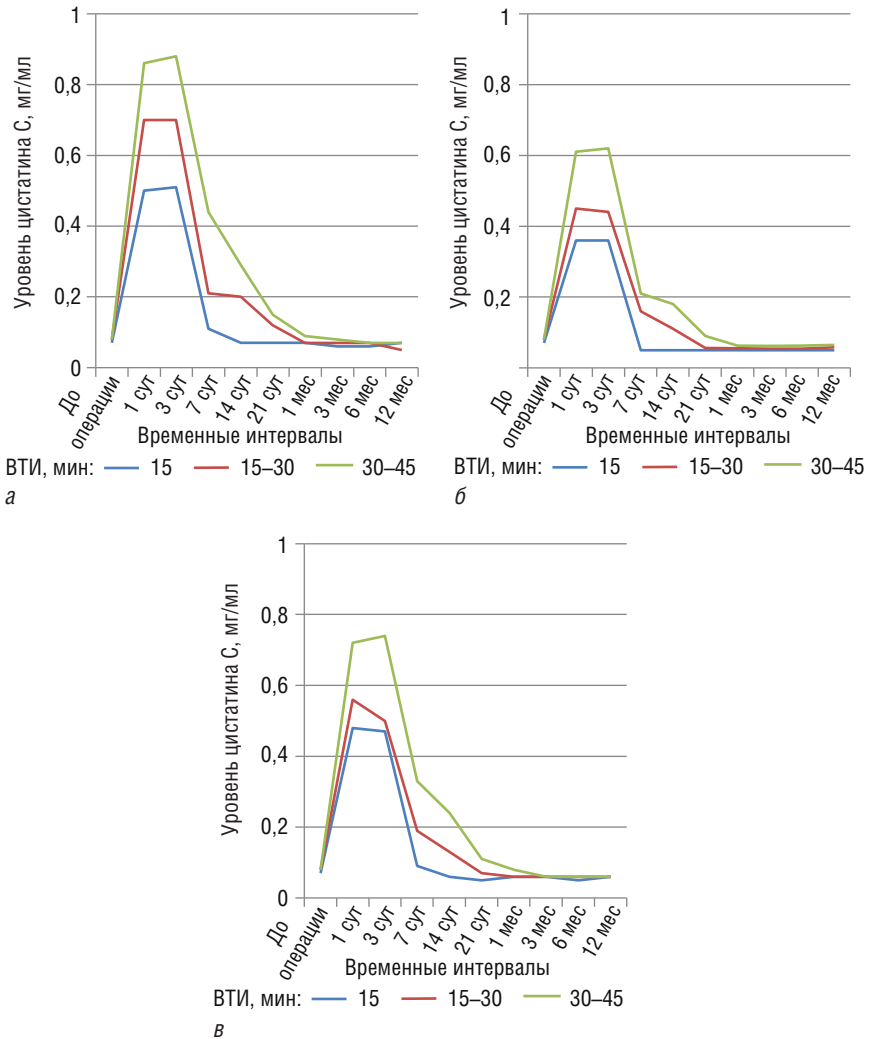 Уровень цистатина С, мг/мл
1
0,8
0,6
0,4
0,2
0
До операции
1 сут
3 сут
7 сут
14 сут
21 сут
1 мес
3 мес
6 мес
12 мес
Временные интервалы
ВТИ, мин: 15 15–30 30–45
а
Уровень цистатина С, мг/мл
1
0,8
0,6
0,4
0,2
До операции
1 сут
3 сут
7 сут
14 сут
21 сут
1 мес
3 мес
6 мес
12 мес
Временные интервалы
ВТИ, мин: 15 15–30 30–45
б
Уровень цистатина С, мг/мл
1
0,8
0,6
0,4
0,2
0
До операции
1 сут
3 сут
7 сут
14 сут
21 сут
1 мес
3 мес
6 мес
12 мес
Временные интервалы
ВТИ, мин: 15 15–30 30–45
в